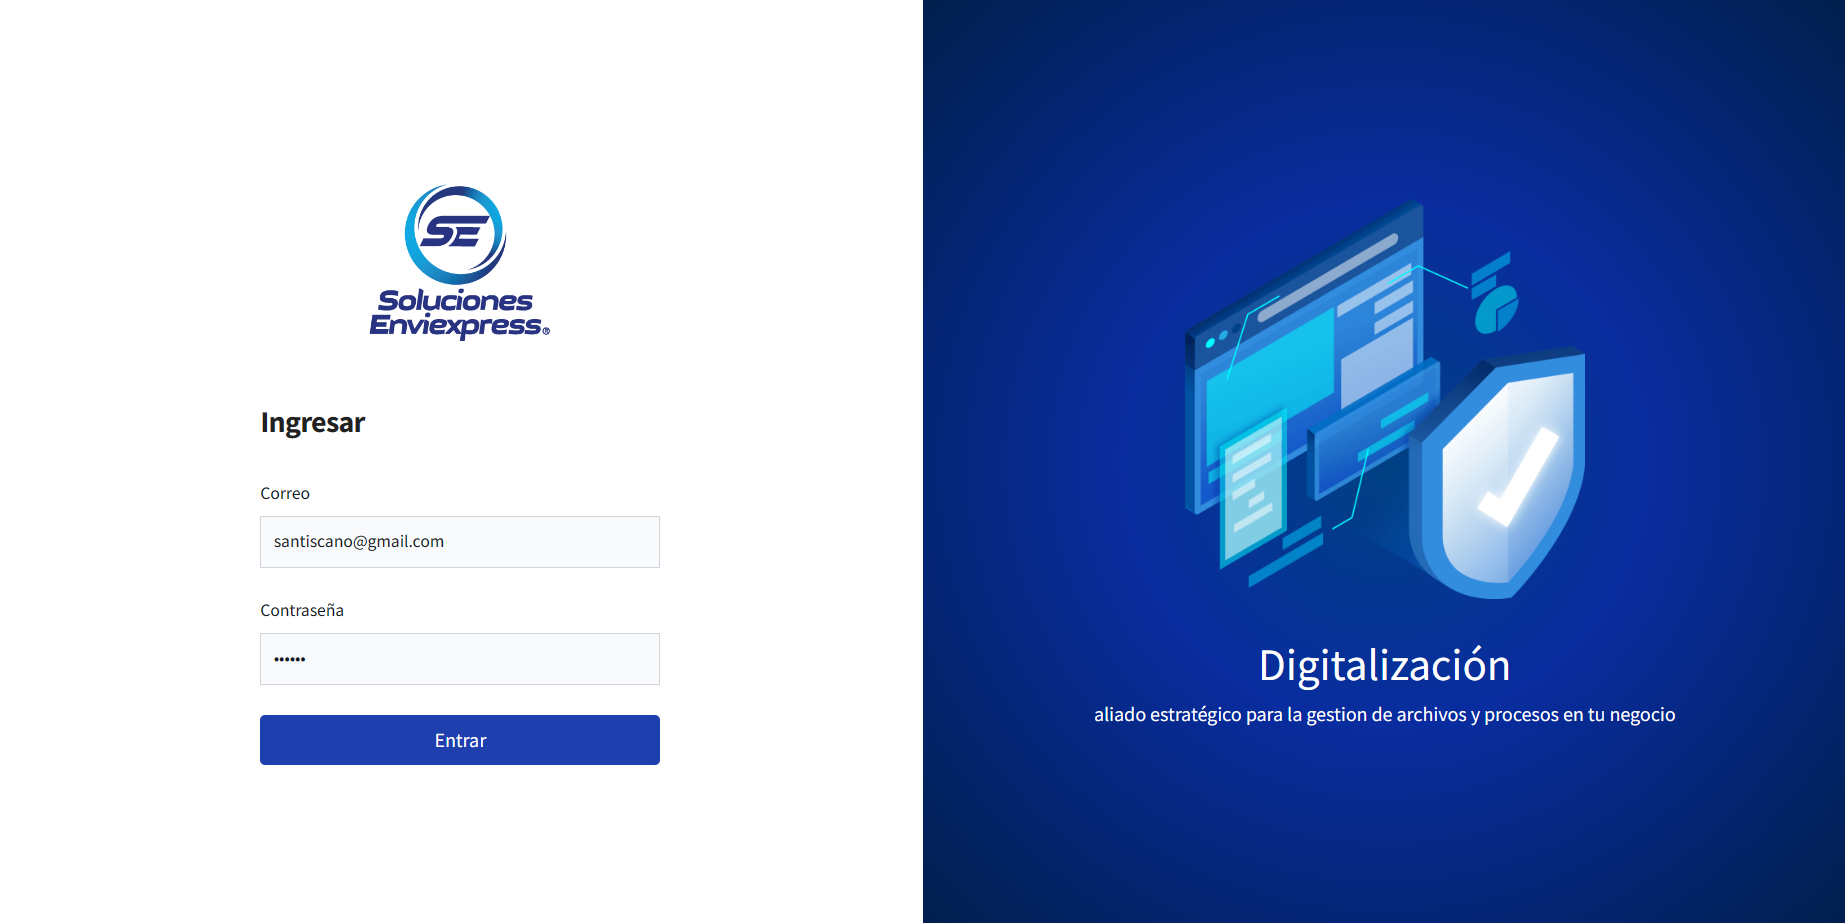 SE
Soluciones
Enviexpress®
Ingresar
Correo
santiscano@gmail.com
Contraseña
••••••
Entrar
Digitalización
aliado estratégico para la gestion de archivos y procesos en tu negocio